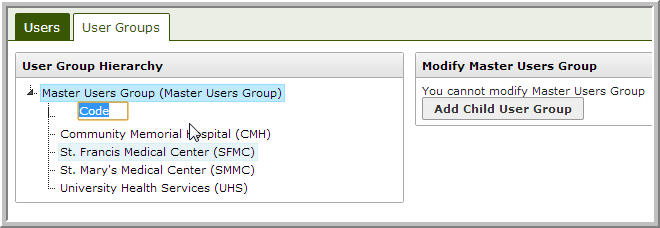 Users
User Groups
User Group Hierarchy
Master Users Group (Master Users Group)
Code
Community Memorial Hospital (CMH)
St. Francis Medical Center (SFMC)
St. Mary's Medical Center (SMMC)
University Health Services (UHS)
Modify Master Users Group
You cannot modify Master Users Group
Add Child User Group